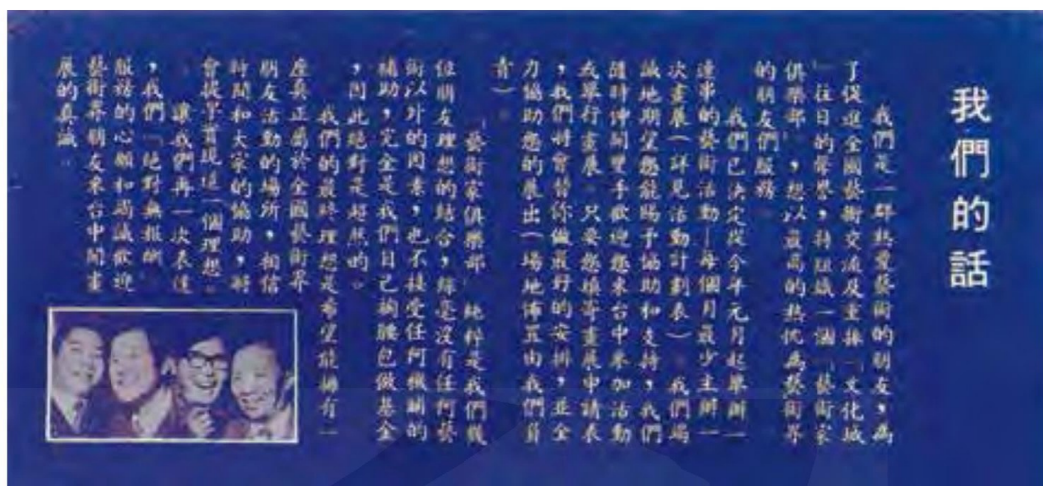 我們的話
我們是一群熱愛藝術的朋友，為
了促進全國藝術交流及重振「文化城
」往日的榮譽，特組織一個「藝術家
俱樂部」，想以最高的熱忱為藝術界
的朋友們服務。
我們已決定從今年元月起舉辦一
連串的藝術活動—每個月最少主辦一
次畫展（詳見活動計劃表）。我們竭
誠地期望您能賜予協助和支持，我們
隨時伸開雙手歡迎您來台中參加活動
或舉行畫展。只要您填寄畫展申請表
，我們將會替你做最好的安排，並全
力協助您的展出（場地佈置由我們負
責）。
「藝術家俱樂部」純粹是我們幾
位朋友理想的結合，絲毫沒有任何藝
術以外的因素，也不接受任何機關的
補助，完全是我們自己掏腰包做基金
，因此絕對是超然的。
我們的最終理想是希望能擁有一
座真正屬於全國藝術界
朋友活動的場所，相信
時間和大家的協助，將
會提早實現這一個理想。
讓我們再一次表達
，我們「絕對無報酬」
服務的心願和竭誠歡迎
藝術界朋友來台中開畫
展的真誠。